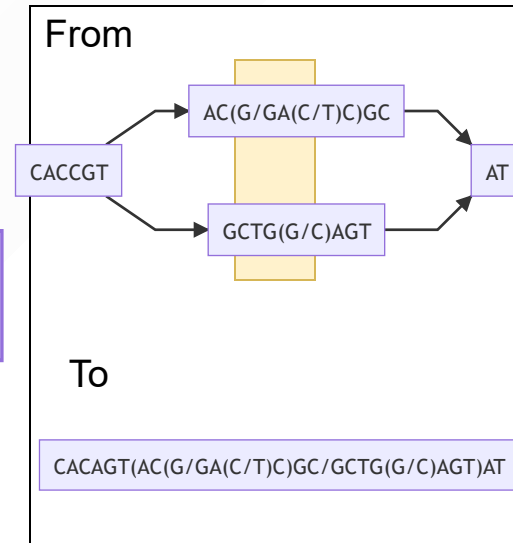 From
AC(G/GA(C/T)C)GC
CACCGT
AT
GCTG(G/C)AGT
To
CACAGT(AC(G/GA(C/T)C)GC/GCTG(G/C)AGT)AT